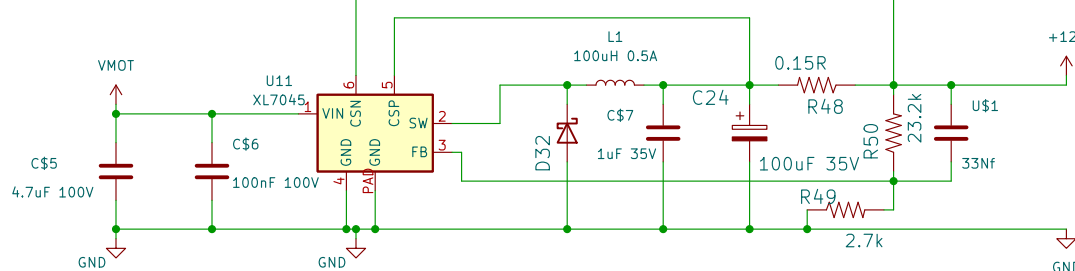 +12
L1
100uH 0.5A
VMOT
0.15R
U11
XL7045
6
5
1
VIN
CSN
CSP
SW
2
C24
R48
C$7
+
R50
23.2k
U$1
C$5
C$6
GND
GND
FB
3
D32
1uF 35V
100uF 35V
33Nf
4.7uF 100V
100nF 100V
4
PAD
R49
2.7k
GND
GND
GND